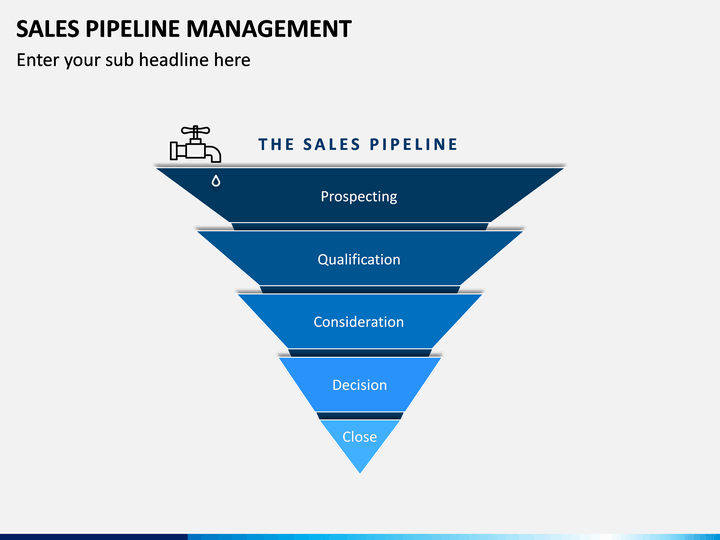 SALES PIPELINE MANAGEMENT
Enter your sub headline here
THE SALES PIPELINE
Prospecting
Qualification
Consideration
Decision
Close